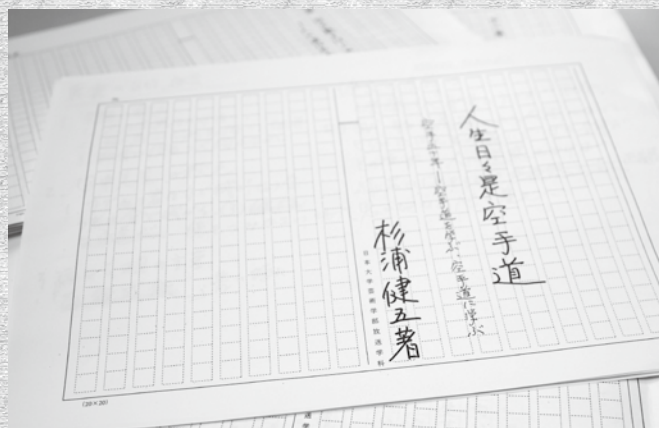 人生日々是空手道
空手五十年ー空手道を学ぶ、空手道に学ぶ
杉浦健五著
日本大学芸術学部放送学科
(20×20)